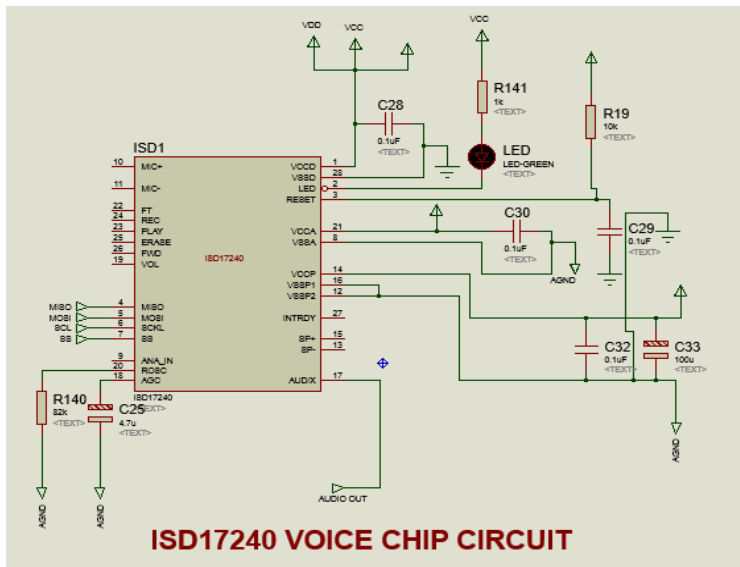 VDD
VCC
VCC
R141
1k
<TEXT>
R19
10k
<TEXT>
C28
0.1uF
<TEXT>
LED
LED-GREEN
<TEXT>
ISD1
10 MIC+
11 MIC-
22 FT
24 REC
23 PLAY
25 ERASE
26 FWD
19 VOL
4 MISO
5 MOSI
6 SCKL
7 SS
9 ANA_IN
20 ROSC
18 AGC
VCCD 1
VSSD 28
LED 2
RESET 3
VCCA 21
VSSA 8
VCCP 14
VSSP1 16
VSSP2 12
INTRDY 27
SP+ 15
SP- 13
AUD/X 17
ISD17240
ISD17240
<TEXT>
MISO
MOSI
SCL
SS
C30
0.1uF
<TEXT>
AGND
C29
0.1uF
<TEXT>
C32
0.1uF
<TEXT>
C33
100u
<TEXT>
AGND
R140
82k
<TEXT>
C25
4.7u
<TEXT>
AGND
AGND
AUDIO OUT
ISD17240 VOICE CHIP CIRCUIT